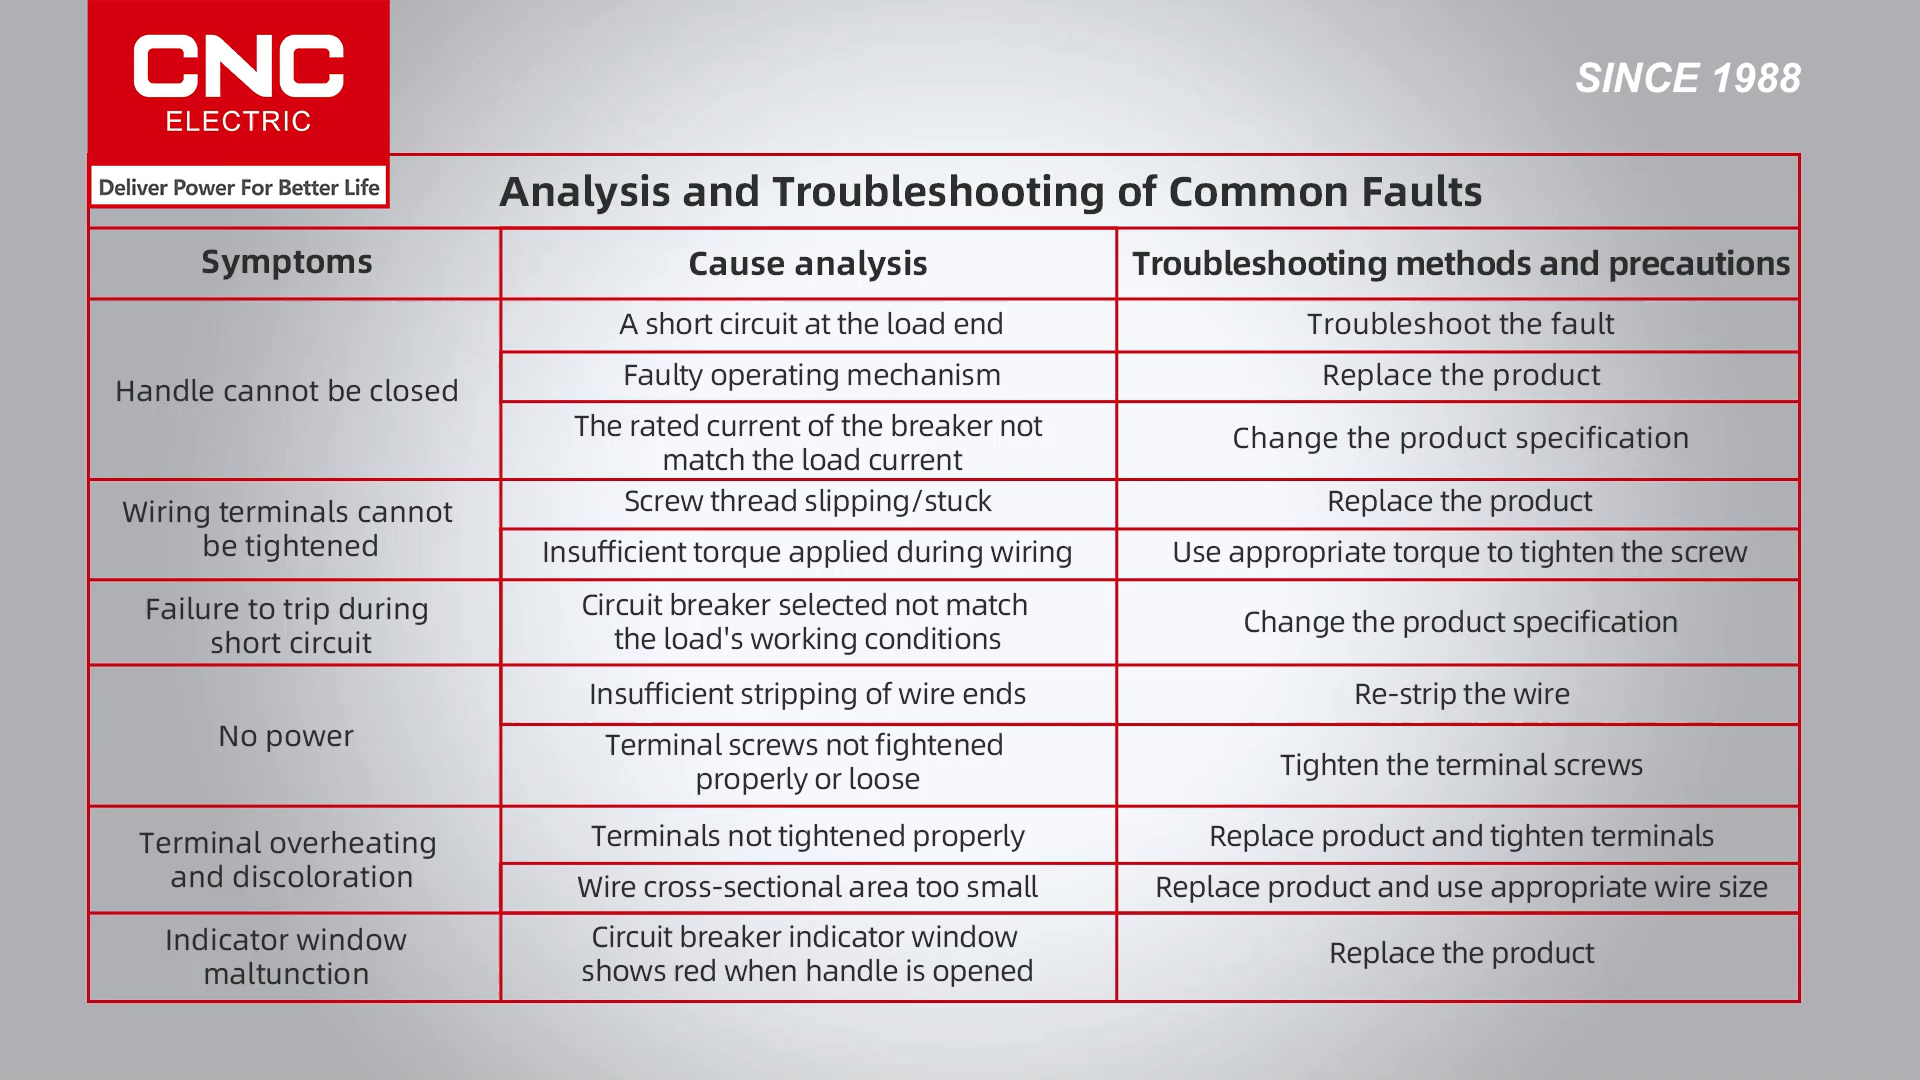 CNC
ELECTRIC
Deliver Power For Better Life
SINCE 1988
Analysis and Troubleshooting of Common Faults
Symptoms
Cause analysis
Troubleshooting methods and precautions
Handle cannot be closed
A short circuit at the load end
Troubleshoot the fault
Faulty operating mechanism
Replace the product
The rated current of the breaker not
match the load current
Change the product specification
Wiring terminals cannot
be tightened
Screw thread slipping/stuck
Replace the product
Insufficient torque applied during wiring
Use appropriate torque to tighten the screw
Failure to trip during
short circuit
Circuit breaker selected not match
the load's working conditions
Change the product specification
No power
Insufficient stripping of wire ends
Re-strip the wire
Terminal screws not fightened
properly or loose
Tighten the terminal screws
Terminal overheating
and discoloration
Terminals not tightened properly
Replace product and tighten terminals
Wire cross-sectional area too small
Replace product and use appropriate wire size
Indicator window
maltunction
Circuit breaker indicator window
shows red when handle is opened
Replace the product